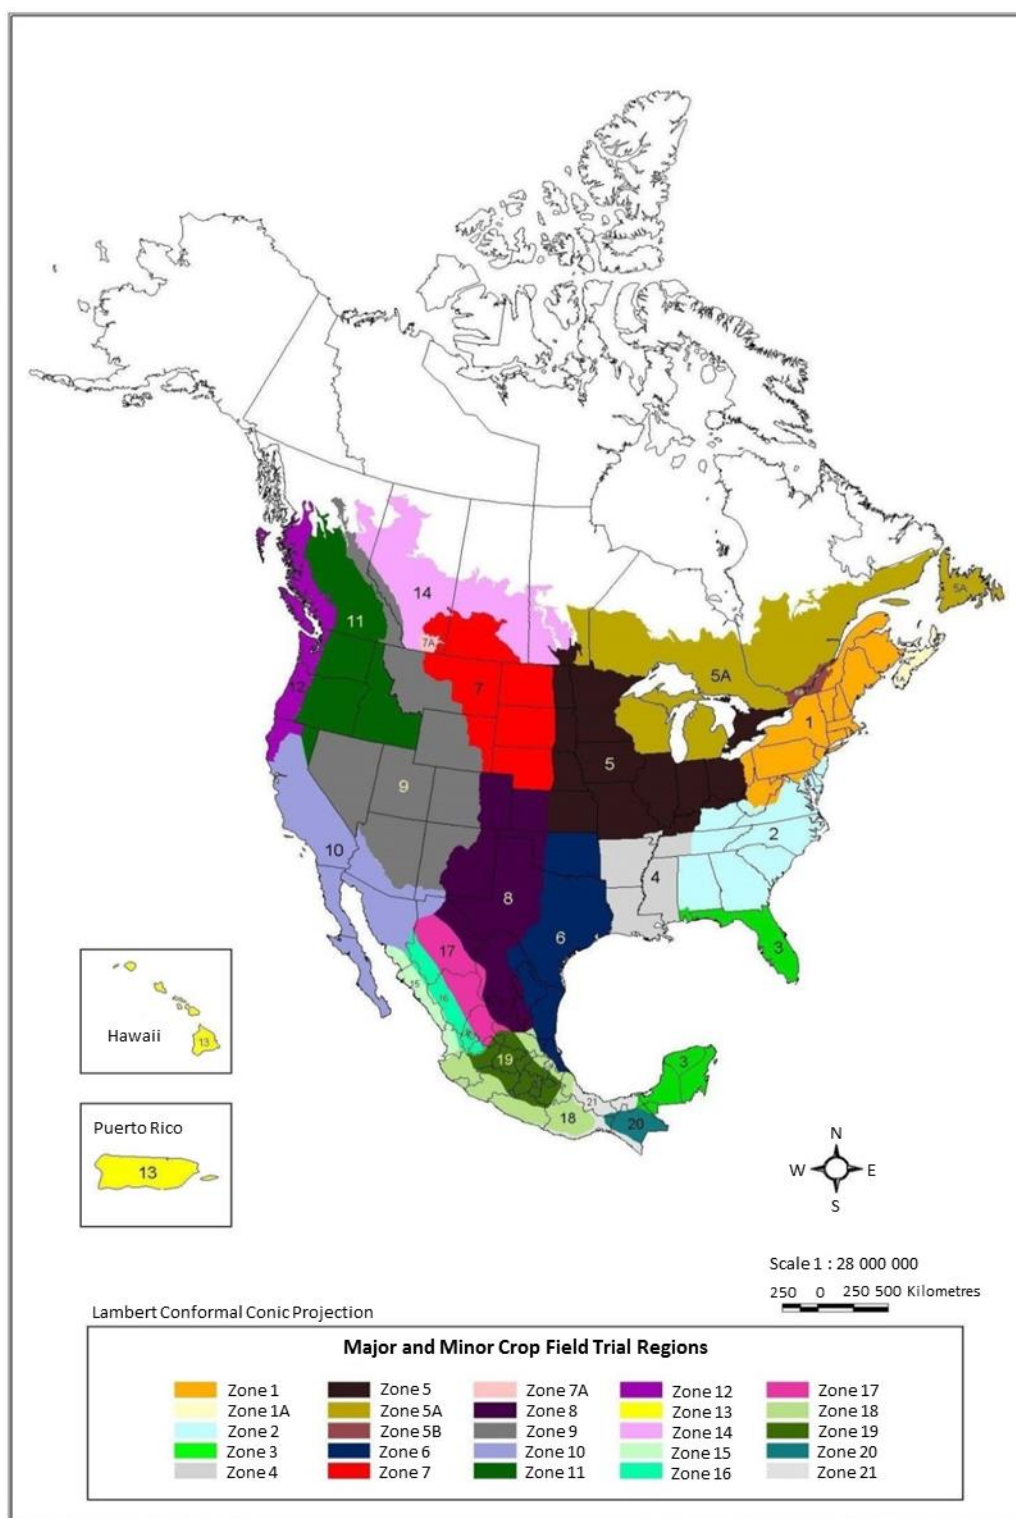 14
11
7A
5A
5A
5B
1A
12
7
1
5
9
2
10
4
8
6
3
17
15
16
Hawaii
13
19
3
21
18
20
Puerto Rico
13
N
W E
S
Scale 1 : 28 000 000
250 0 250 500 Kilometres
Lambert Conformal Conic Projection
Major and Minor Crop Field Trial Regions
Zone 1 Zone 5 Zone 7A Zone 12 Zone 17
Zone 1A Zone 5A Zone 8 Zone 13 Zone 18
Zone 2 Zone 5B Zone 9 Zone 14 Zone 19
Zone 3 Zone 6 Zone 10 Zone 15 Zone 20
Zone 4 Zone 7 Zone 11 Zone 16 Zone 21